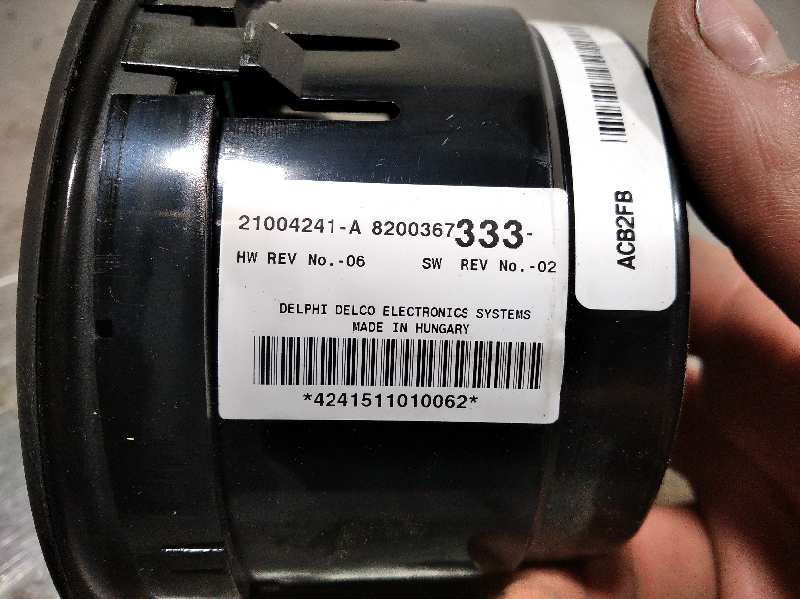 21004241-A 8200367333-
HW REV No.-06 SW REV No.-02
DELPHI DELCO ELECTRONICS SYSTEMS
MADE IN HUNGARY
*4241511010062*
ACB2FB